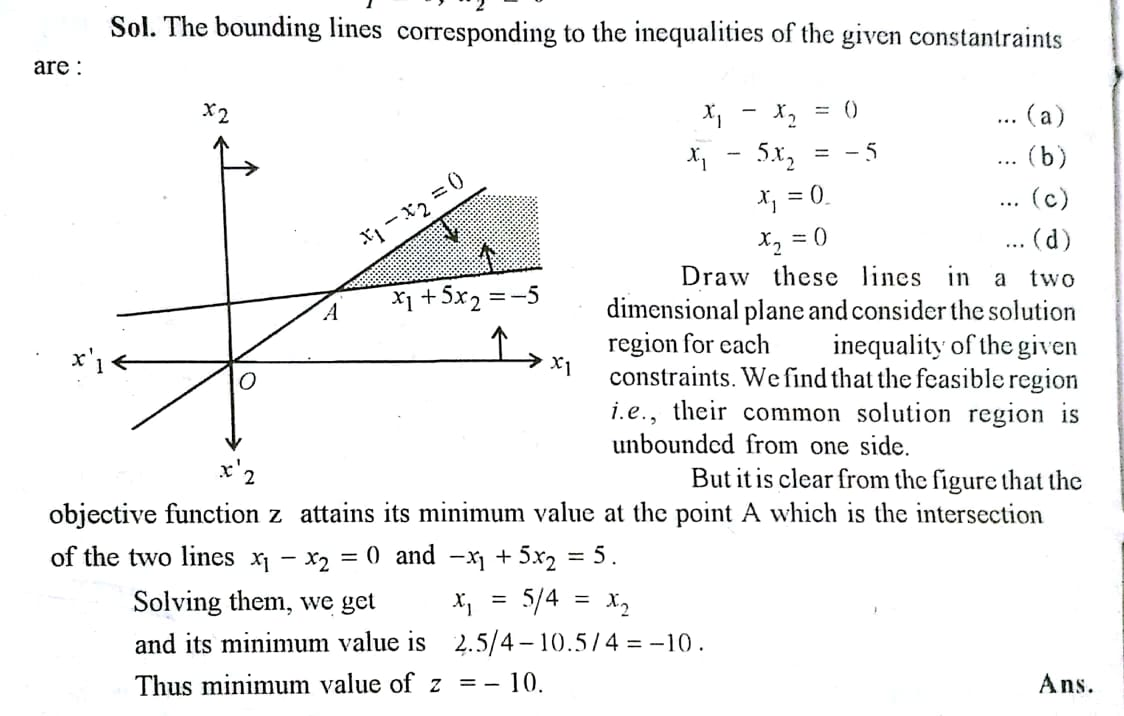 Sol. The bounding lines corresponding to the inequalities of the given constantraints
are :
x2
x1 − x2 = 0
x1 + 5x2 = −5
A
x'1
x1
O
x'2
x₁ − x₂ = 0 ... (a)
x₁ − 5x₂ = − 5 ... (b)
x₁ = 0. ... (c)
x₂ = 0 ... (d)
Draw these lines in a two
dimensional plane and consider the solution
region for each inequality of the given
constraints. We find that the feasible region
i.e., their common solution region is
unbounded from one side.
But it is clear from the figure that the
objective function z attains its minimum value at the point A which is the intersection
of the two lines x₁ − x₂ = 0 and −x₁ + 5x₂ = 5.
Solving them, we get x₁ = 5/4 = x₂
and its minimum value is 2.5/4 − 10.5/4 = −10.
Thus minimum value of z = − 10. Ans.